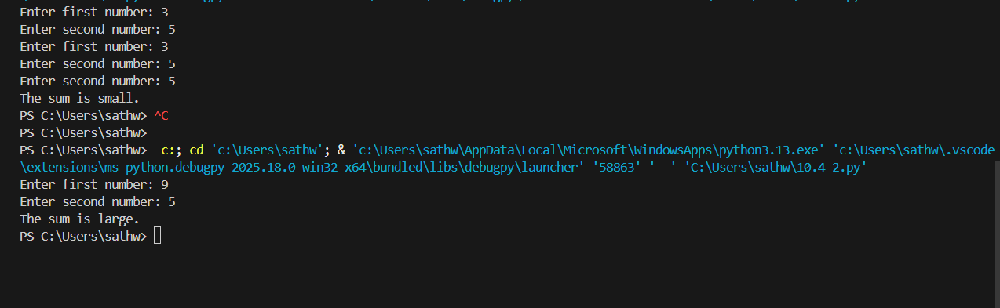 Enter first number: 3
Enter second number: 5
Enter first number: 3
Enter second number: 5
Enter second number: 5
The sum is small.
PS C:\Users\sathw> ^C
PS C:\Users\sathw>
PS C:\Users\sathw>  c:; cd 'c:\Users\sathw'; & 'c:\Users\sathw\AppData\Local\Microsoft\WindowsApps\python3.13.exe' 'c:\Users\sathw\.vscode
\extensions\ms-python.debugpy-2025.18.0-win32-x64\bundled\libs\debugpy\launcher' '58863' '--' 'C:\Users\sathw\10.4-2.py'
Enter first number: 9
Enter second number: 5
The sum is large.
PS C:\Users\sathw>